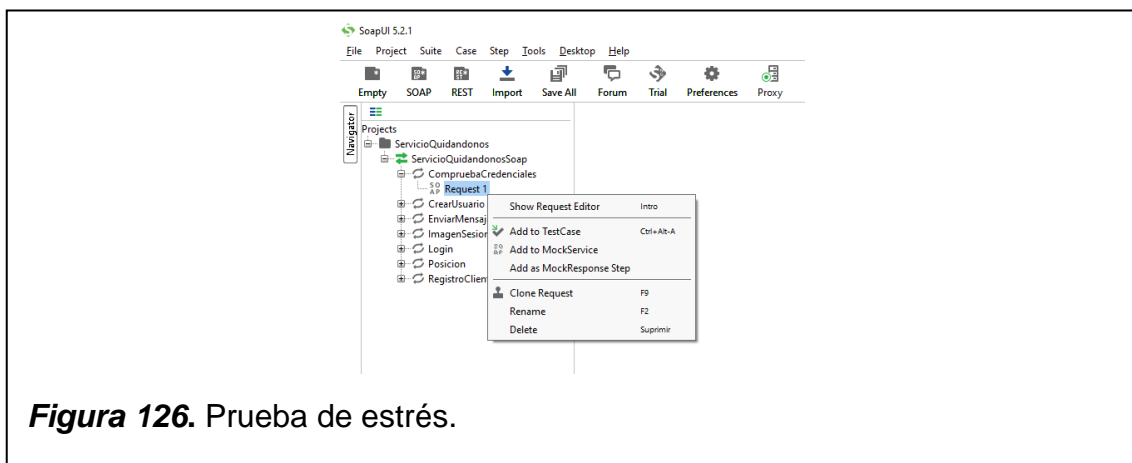 SoapUI 5.2.1
File Project Suite Case Step Tools Desktop Help
Empty SOAP REST Import Save All Forum Trial Preferences Proxy
Navigator
Projects
ServicioQuidandonos
ServicioQuidandonosSoap
CompruebaCredenciales
Request 1
CrearUsuario
EnviarMensaj
ImagenSesion
Login
Posicion
RegistroClien
Show Request Editor Intro
Add to TestCase Ctrl+Alt-A
Add to MockService
Add as MockResponse Step
Clone Request F9
Rename F2
Delete Suprimir
Figura 126. Prueba de estrés.